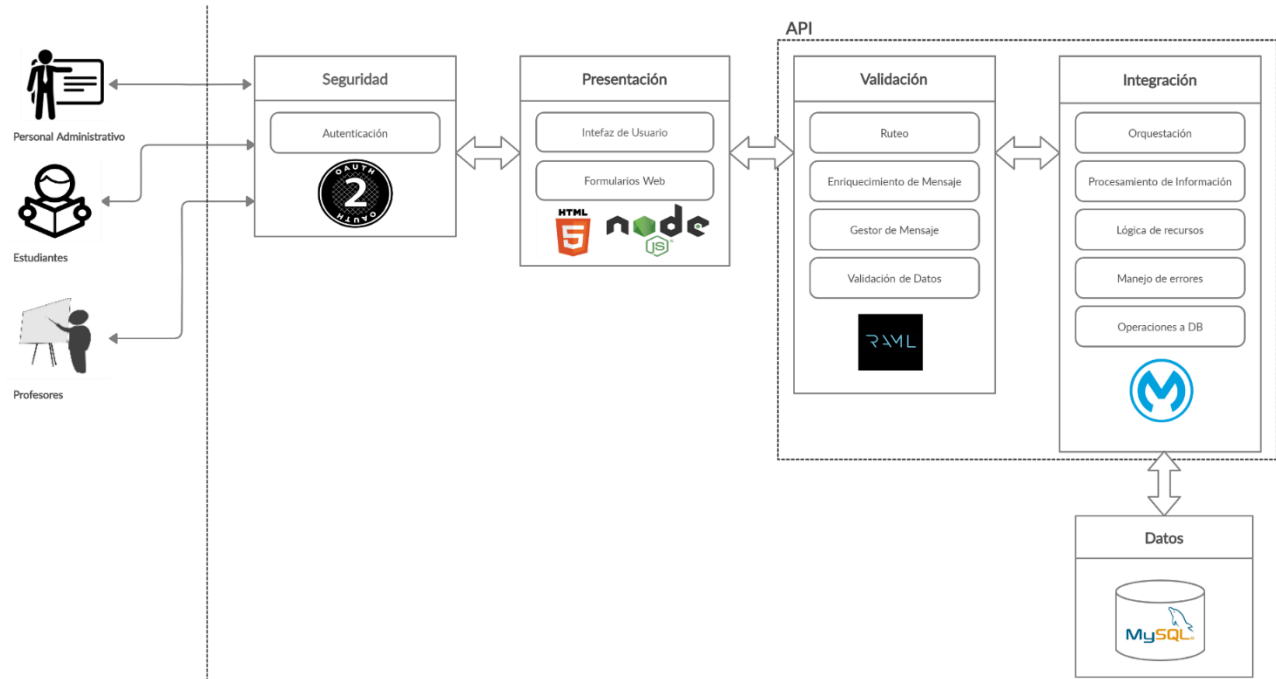 API
Personal Administrativo
Estudiantes
Profesores
Seguridad
Autenticación
OAUTH
2
OAUTH
Presentación
Intefaz de Usuario
Formularios Web
HTML
5
node
JS
Validación
Ruteo
Enriquecimiento de Mensaje
Gestor de Mensaje
Validación de Datos
RAML
Integración
Orquestación
Procesamiento de Información
Lógica de recursos
Manejo de errores
Operaciones a DB
Datos
MySQL